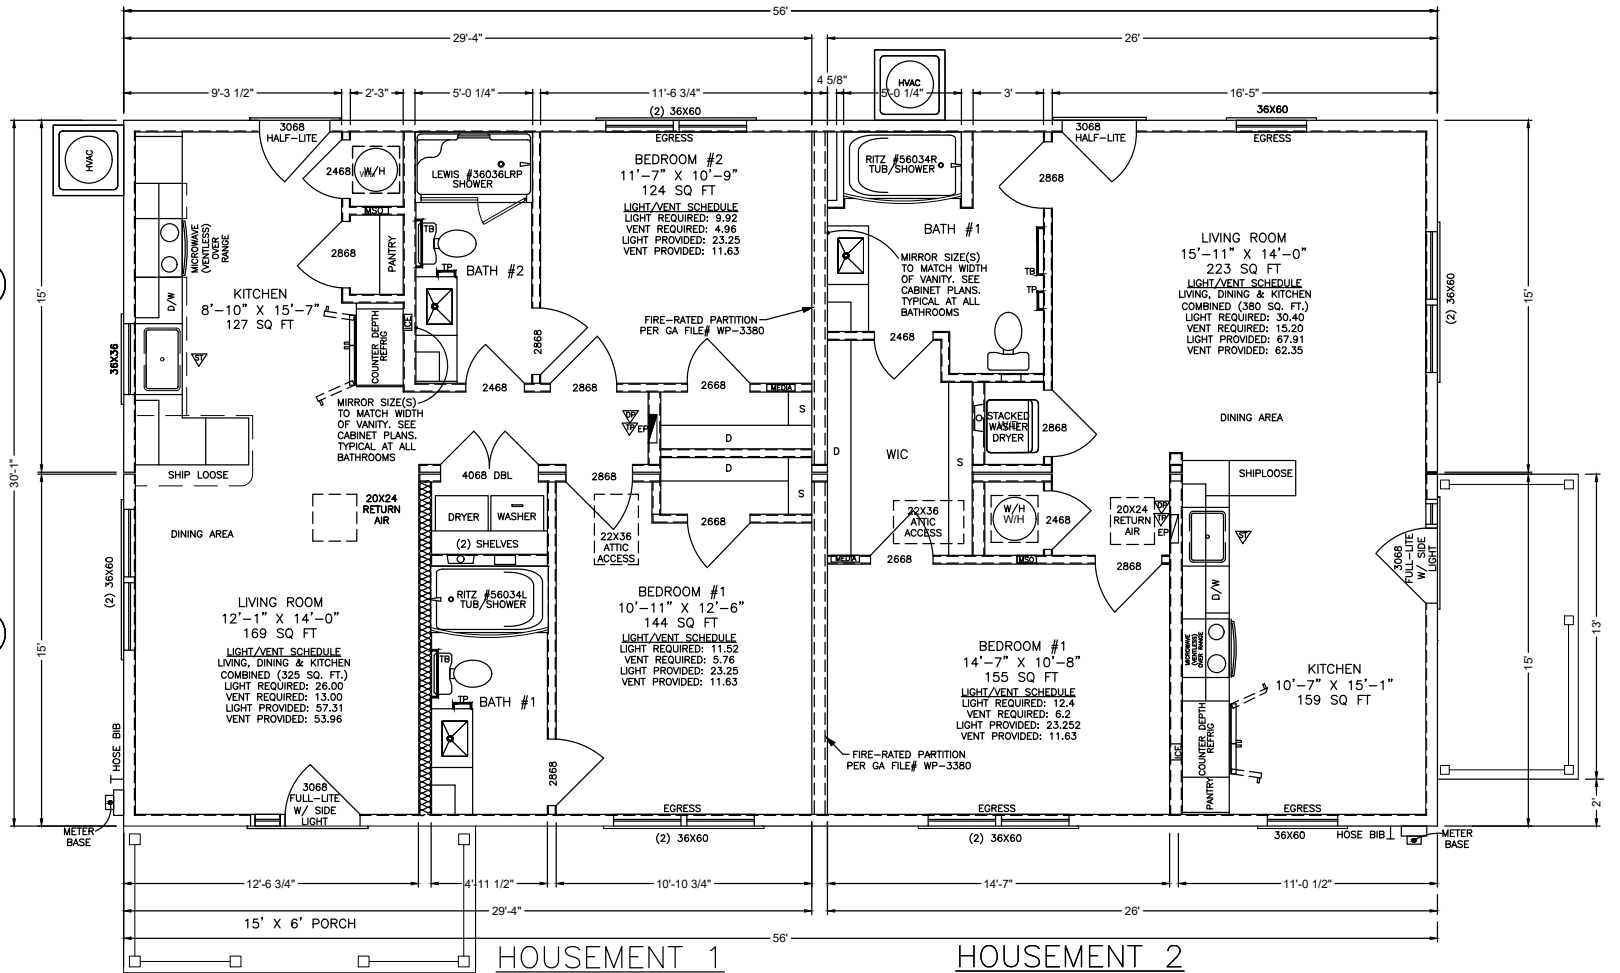 56'
29'-4"
26'
4 5/8"
9'-3 1/2"
2'-3"
5'-0 1/4"
11'-6 3/4"
5'-0 1/4"
3'
16'-5"
HVAC
(2) 36X60
36X60
HVAC
3068
HALF-LITE
2468
W/H
MSO
LEWIS #36036LRP
SHOWER
EGRESS
BEDROOM #2
11'-7" X 10'-9"
124 SQ FT
LIGHT/VENT SCHEDULE
LIGHT REQUIRED: 9.92
VENT REQUIRED: 4.96
LIGHT PROVIDED: 23.25
VENT PROVIDED: 11.63
RITZ #56034R
TUB/SHOWER
2868
3068
HALF-LITE
EGRESS
MICROWAVE
(VENTLESS)
OVER
RANGE
2868
PANTRY
TB
TP
BATH #2
BATH #1
MIRROR SIZE(S)
TO MATCH WIDTH
OF VANITY. SEE
CABINET PLANS.
TYPICAL AT ALL
BATHROOMS
TB
TP
LIVING ROOM
15'-11" X 14'-0"
223 SQ FT
LIGHT/VENT SCHEDULE
LIVING, DINING & KITCHEN
COMBINED (380 SQ. FT.)
LIGHT REQUIRED: 30.40
VENT REQUIRED: 15.20
LIGHT PROVIDED: 67.91
VENT PROVIDED: 62.35
(2) 36X60
15'
15'
30'-1"
D/W
KITCHEN
8'-10" X 15'-7"
127 SQ FT
36X36
ST
COUNTER DEPTH
REFRIG
ICE
2868
FIRE-RATED PARTITION
PER GA FILE# WP-3380
2468
2468
2868
2668
MEDIA
MIRROR SIZE(S)
TO MATCH WIDTH
OF VANITY. SEE
CABINET PLANS.
TYPICAL AT ALL
BATHROOMS
DP
TP
EP
S
D
D
WIC
S
STACKED
WASHER
DRYER
2868
DINING AREA
SHIP LOOSE
4068 DBL
2868
D
S
2668
SHIPLOOSE
20X24
RETURN
AIR
DRYER
WASHER
(2) SHELVES
22X36
ATTIC
ACCESS
22X36
ATTIC
ACCESS
W/H
W/H
2468
20X24
RETURN
AIR
DP
TP
EP
ST
DINING AREA
3068
FULL-LITE
W/ SIDE
LIGHT
MEDIA
2668
MSO
2868
D/W
(2) 36X60
RITZ #56034L
TUB/SHOWER
BEDROOM #1
10'-11" X 12'-6"
144 SQ FT
LIGHT/VENT SCHEDULE
LIGHT REQUIRED: 11.52
VENT REQUIRED: 5.76
LIGHT PROVIDED: 23.25
VENT PROVIDED: 11.63
LIVING ROOM
12'-1" X 14'-0"
169 SQ FT
LIGHT/VENT SCHEDULE
LIVING, DINING & KITCHEN
COMBINED (325 SQ. FT.)
LIGHT REQUIRED: 26.00
VENT REQUIRED: 13.00
LIGHT PROVIDED: 57.31
VENT PROVIDED: 53.96
15'
TB
TP
BATH #1
BEDROOM #1
14'-7" X 10'-8"
155 SQ FT
LIGHT/VENT SCHEDULE
LIGHT REQUIRED: 12.4
VENT REQUIRED: 6.2
LIGHT PROVIDED: 23.252
VENT PROVIDED: 11.63
MICROWAVE
(VENTLESS)
OVER RANGE
KITCHEN
10'-7" X 15'-1"
159 SQ FT
13'
15'
2'
HOSE BIB
2868
FIRE-RATED PARTITION
PER GA FILE# WP-3380
ICE
COUNTER DEPTH
REFRIG
PANTRY
3068
FULL-LITE
W/ SIDE
LIGHT
EGRESS
EGRESS
EGRESS
METER
BASE
(2) 36X60
(2) 36X60
36X60
HOSE BIB
METER
BASE
12'-6 3/4"
4'-11 1/2"
10'-10 3/4"
14'-7"
11'-0 1/2"
29'-4"
26'
15' X 6' PORCH
56'
HOUSEMENT 1
HOUSEMENT 2